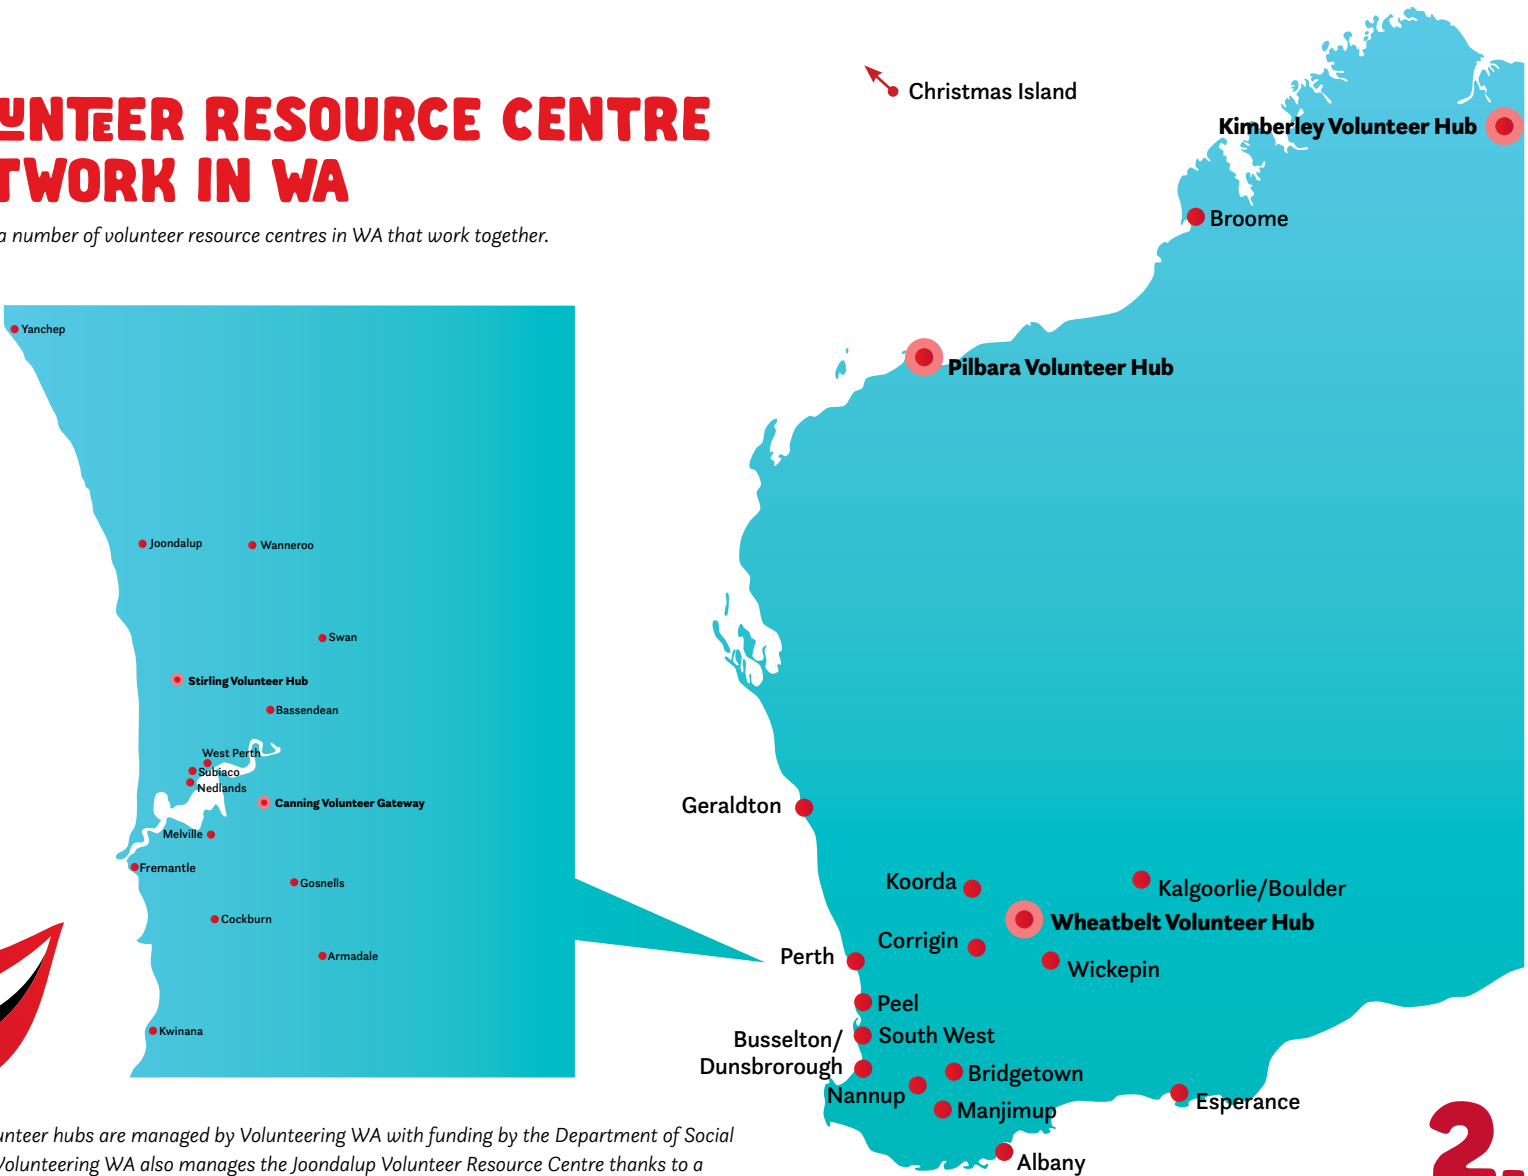 UNTEER RESOURCE CENTRE
TWORK IN WA
a number of volunteer resource centres in WA that work together.
Yanchep
Joondalup
Wanneroo
Swan
Stirling Volunteer Hub
Bassendean
West Perth
Subiaco
Nedlands
Canning Volunteer Gateway
Melville
Fremantle
Gosnells
Cockburn
Armadale
Kwinana
Christmas Island
Kimberley Volunteer Hub
Broome
Pilbara Volunteer Hub
Geraldton
Koorda
Kalgoorlie/Boulder
Wheatbelt Volunteer Hub
Corrigin
Perth
Wickepin
Peel
South West
Busselton/
Dunsbrorough
Bridgetown
Nannup
Manjimup
Esperance
Albany
unteer hubs are managed by Volunteering WA with funding by the Department of Social
Volunteering WA also manages the Joondalup Volunteer Resource Centre thanks to a
2